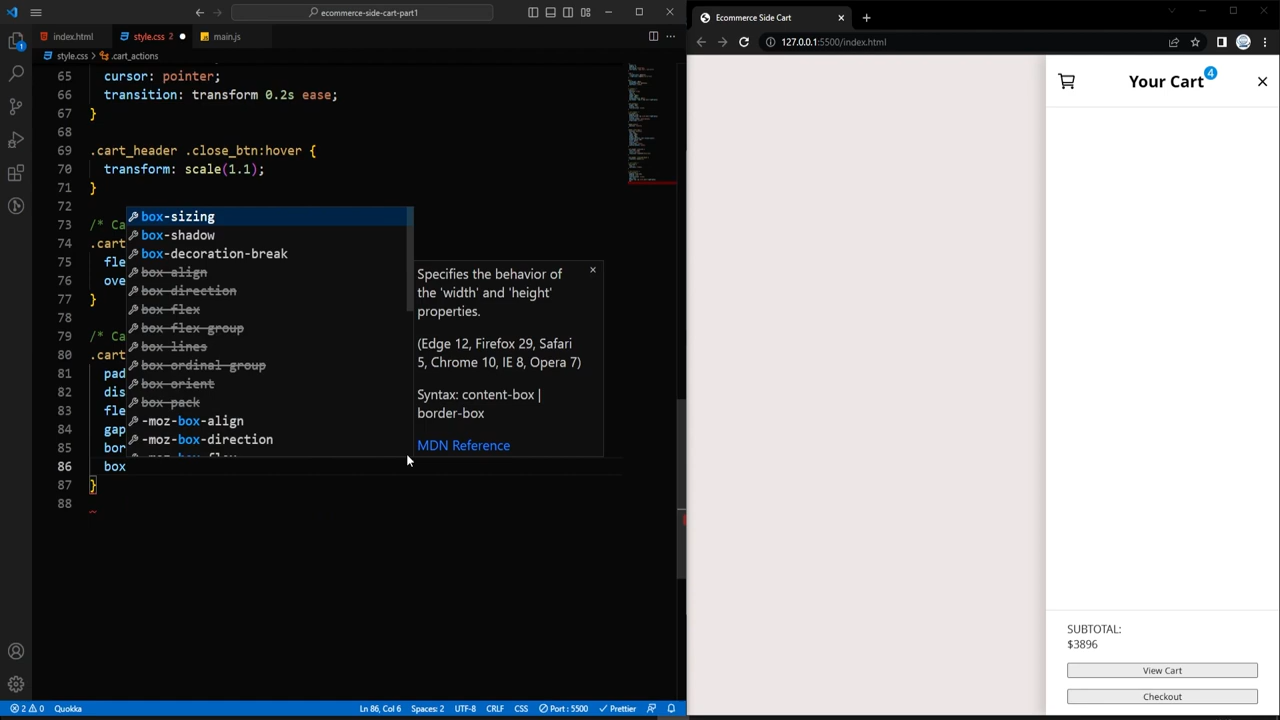 ecommerce-side-cart-part1
index.html
style.css 2
main.js
style.css > .cart_actions
65 cursor: pointer;
66 transition: transform 0.2s ease;
67 }
68
69 .cart_header .close_btn:hover {
70 transform: scale(1.1);
71 }
72
73 /* Ca
74 .cart
75 fle
76 ove
77 }
78
79 /* Ca
80 .cart
81 pad
82 dis
83 fle
84 gap
85 bor
86 box
87 }
88
box-sizing
box-shadow
box-decoration-break
box-align
box-direction
box-flex
box-flex-group
box-lines
box-ordinal-group
box-orient
box-pack
-moz-box-align
-moz-box-direction
-moz-box-flex
Specifies the behavior of
the 'width' and 'height'
properties.
(Edge 12, Firefox 29, Safari
5, Chrome 10, IE 8, Opera 7)
Syntax: content-box |
border-box
MDN Reference
1
2 0
Quokka
Ln 86, Col 6
Spaces: 2
UTF-8
CRLF
CSS
Port : 5500
Prettier
Ecommerce Side Cart
127.0.0.1:5500/index.html
Your Cart
4
SUBTOTAL:
$3896
View Cart
Checkout